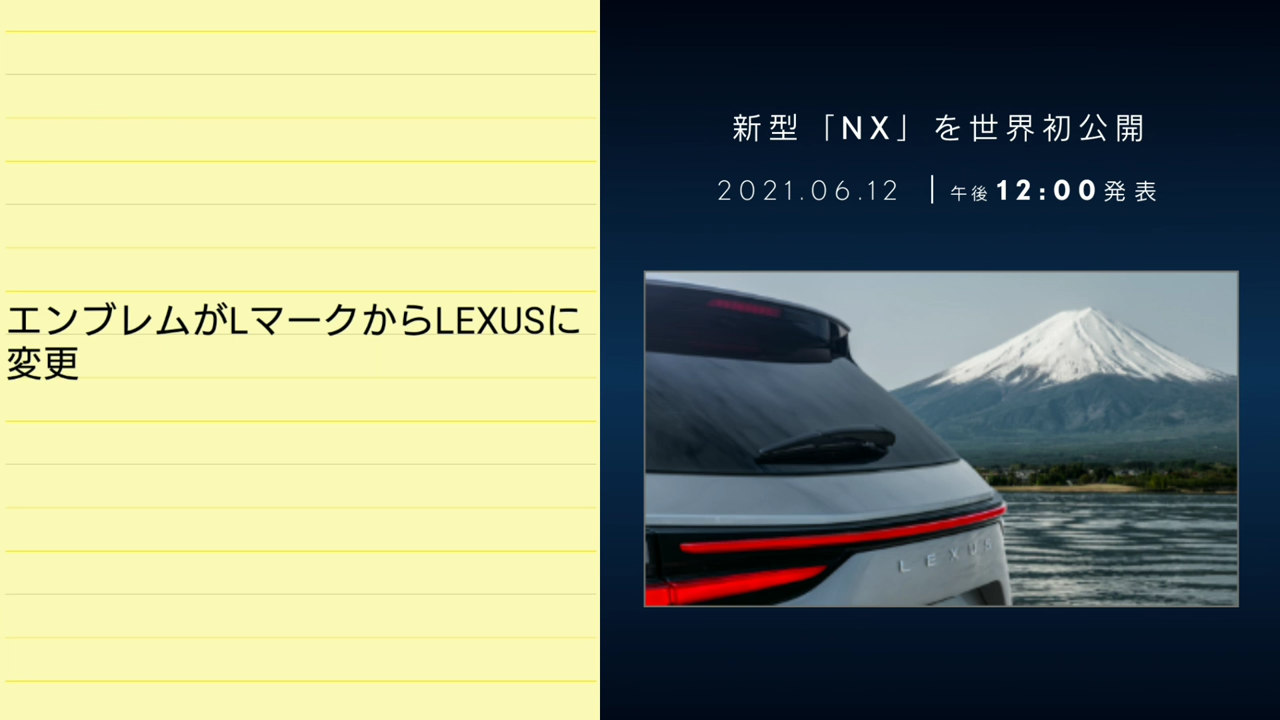 エンブレムがLマークからLEXUSに
変更
新型「NX」を世界初公開
2021.06.12 | 午後12:00発表
LEXUS